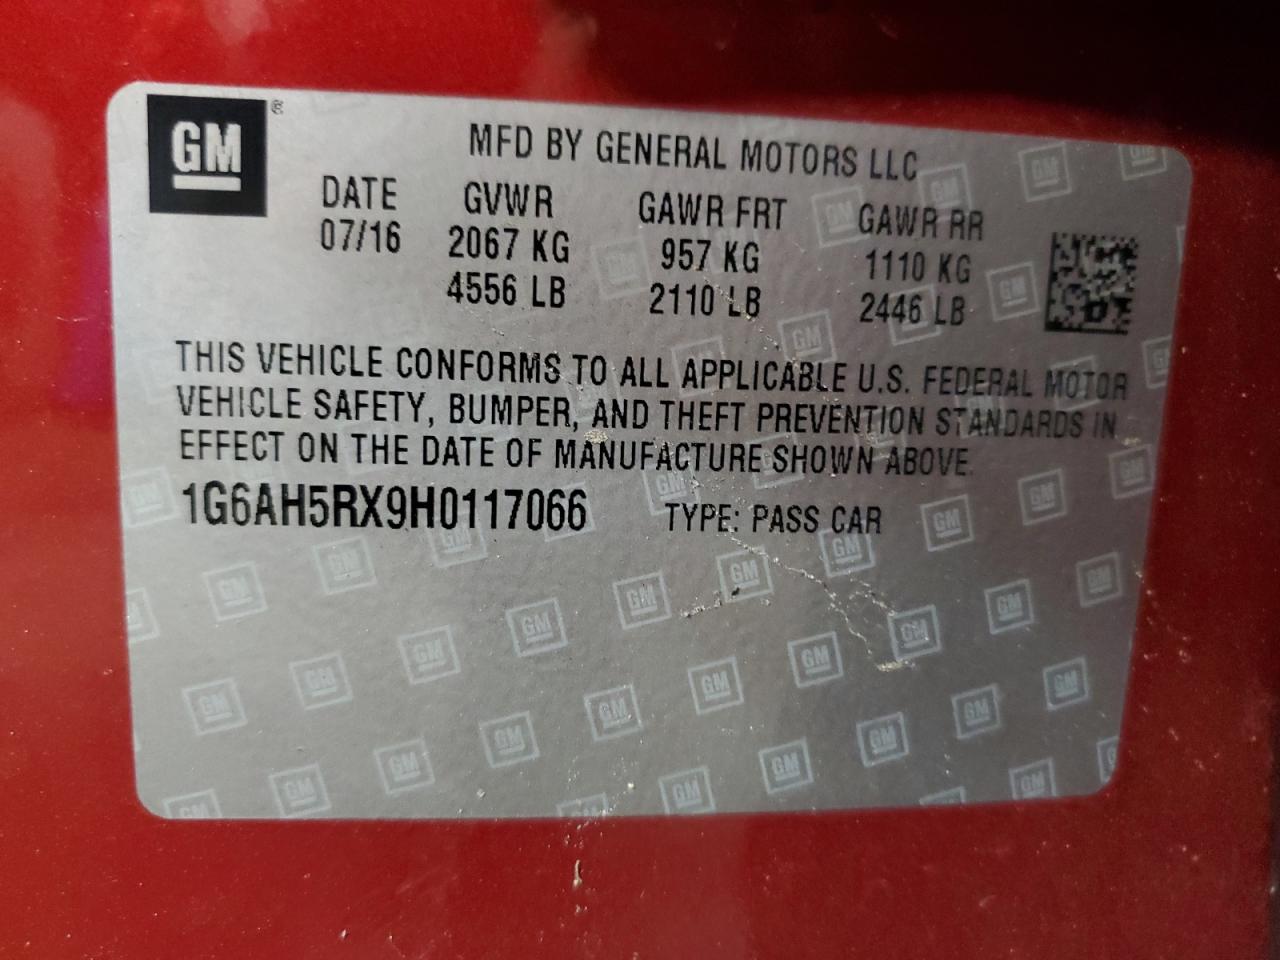 GM®
MFD BY GENERAL MOTORS LLC
DATE GVWR GAWR FRT GAWR RR
07/16 2067 KG 957 KG 1110 KG
4556 LB 2110 LB 2446 LB
THIS VEHICLE CONFORMS TO ALL APPLICABLE U.S. FEDERAL MOTOR
VEHICLE SAFETY, BUMPER, AND THEFT PREVENTION STANDARDS IN
EFFECT ON THE DATE OF MANUFACTURE SHOWN ABOVE.
1G6AH5RX9H0117066 TYPE: PASS CAR